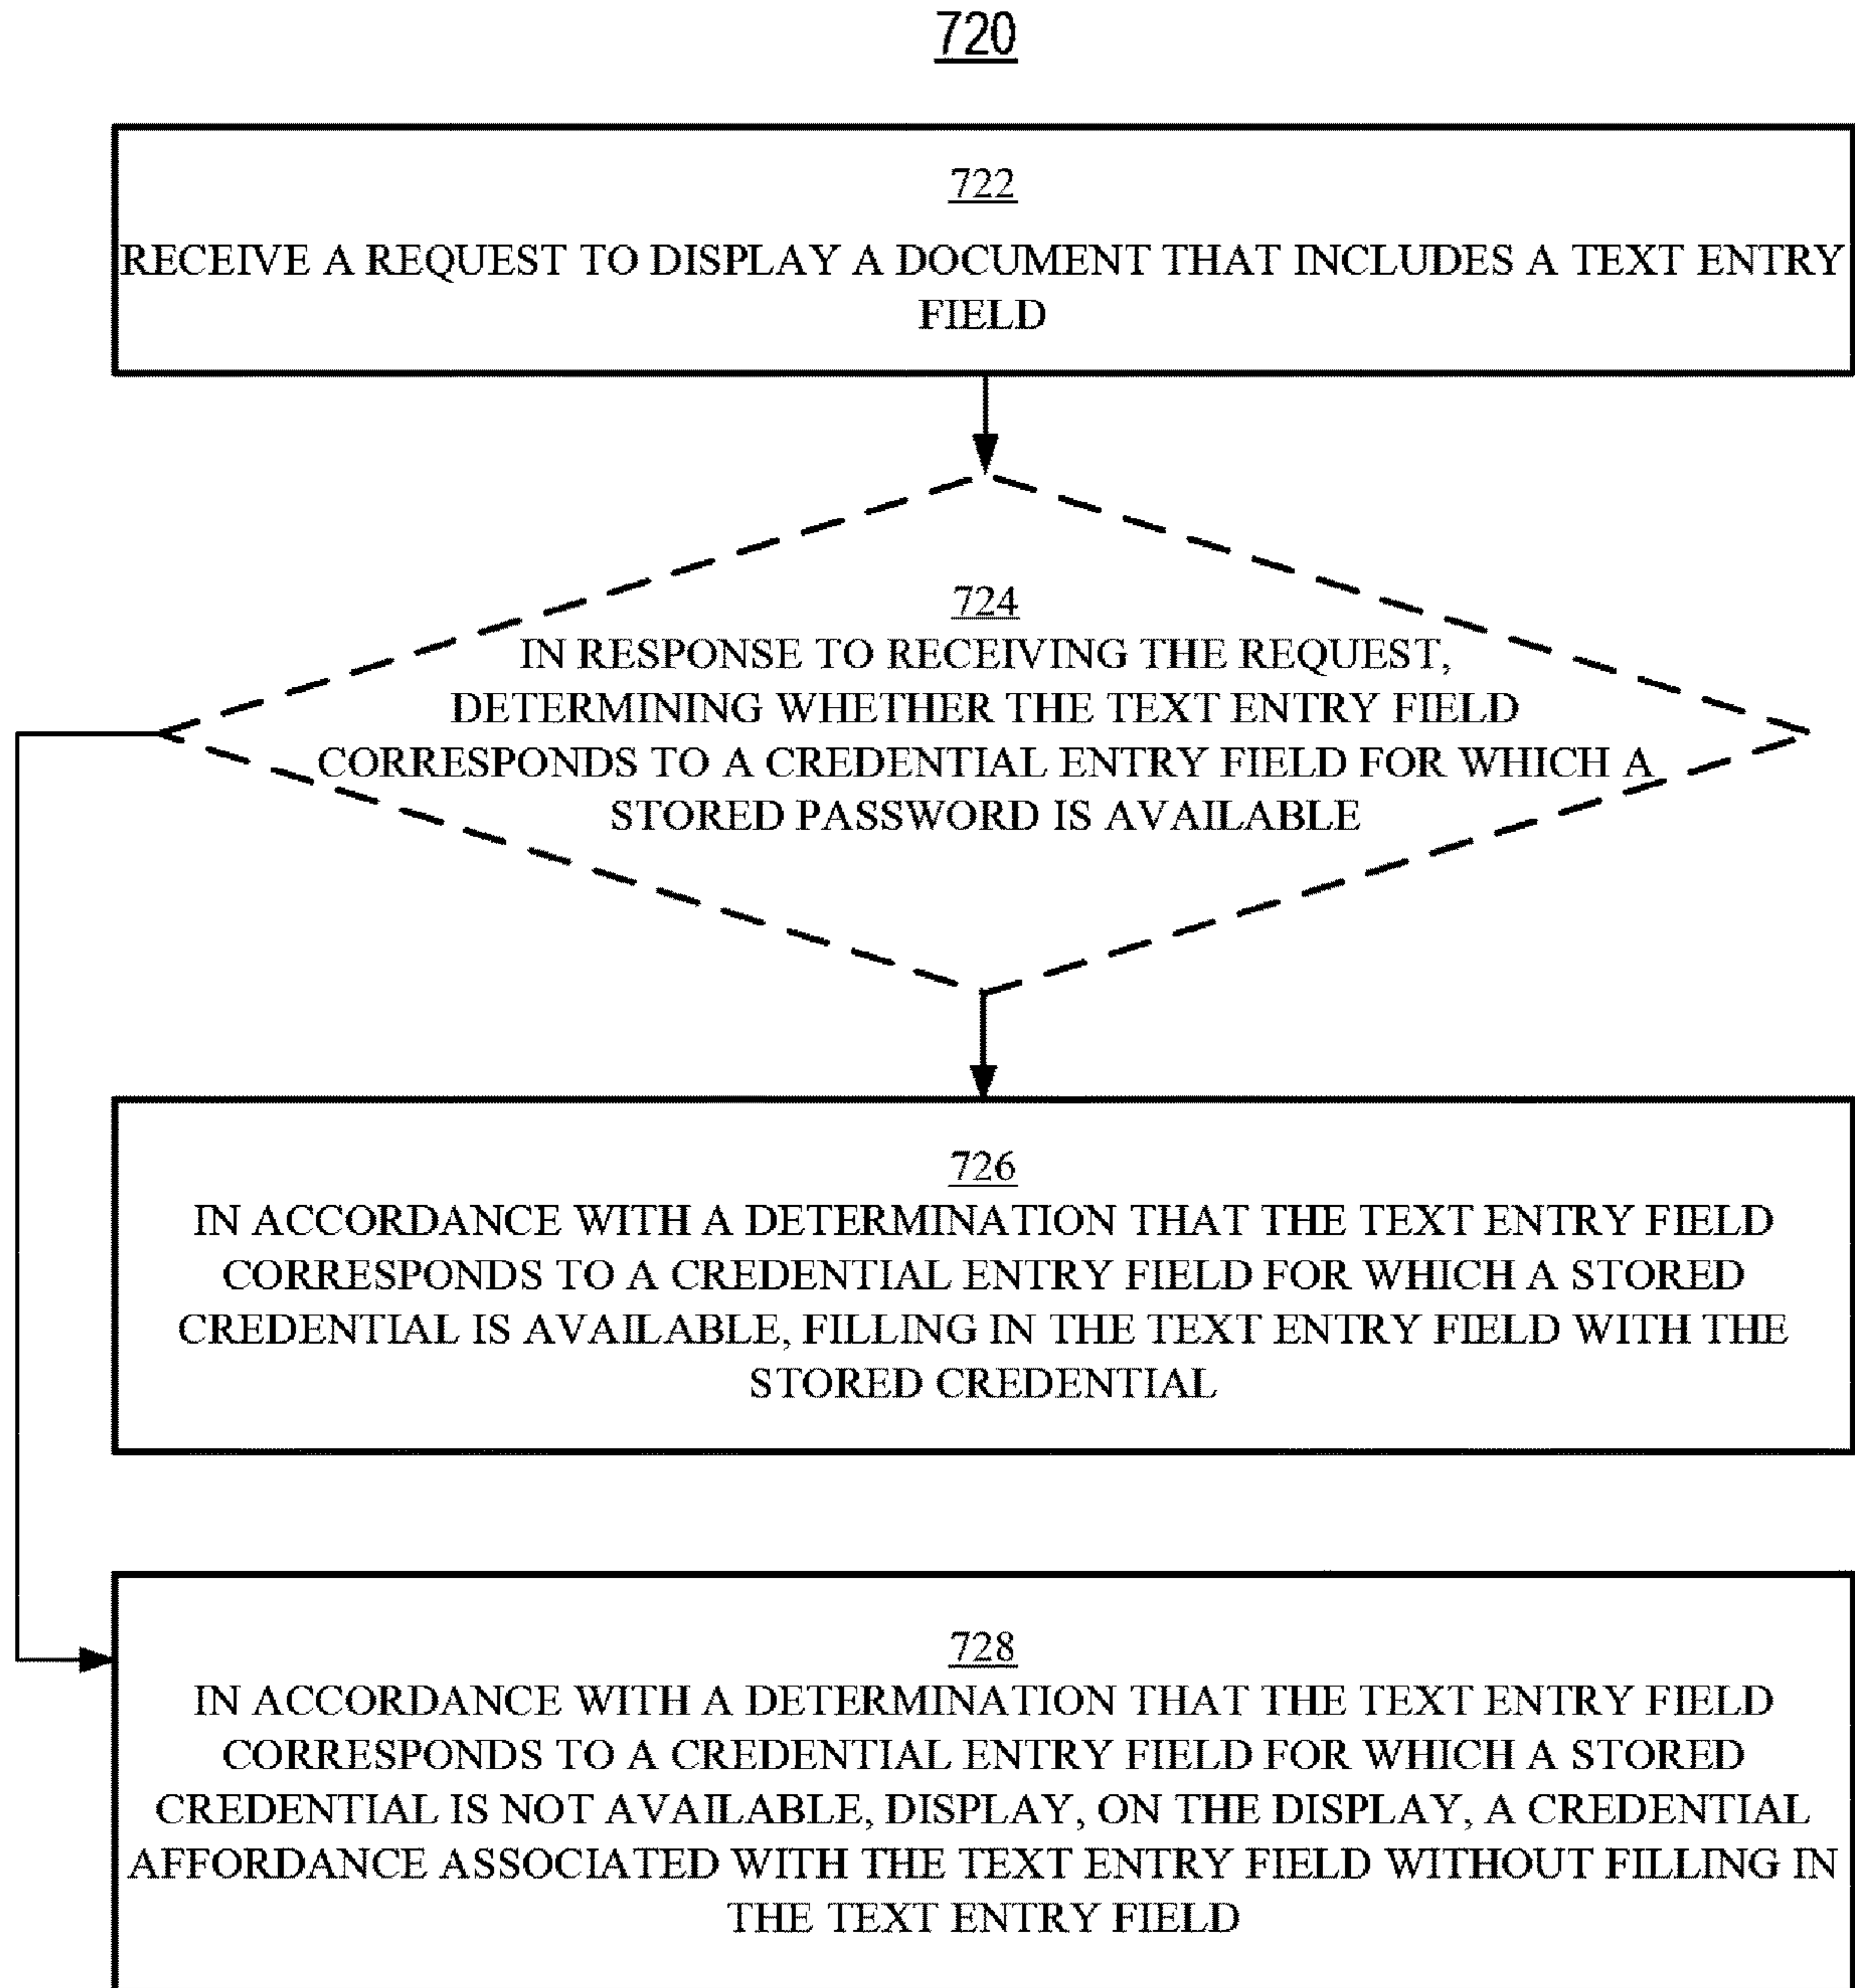 720
722
RECEIVE A REQUEST TO DISPLAY A DOCUMENT THAT INCLUDES A TEXT ENTRY
FIELD
724
IN RESPONSE TO RECEIVING THE REQUEST,
DETERMINING WHETHER THE TEXT ENTRY FIELD
CORRESPONDS TO A CREDENTIAL ENTRY FIELD FOR WHICH A
STORED PASSWORD IS AVAILABLE
726
IN ACCORDANCE WITH A DETERMINATION THAT THE TEXT ENTRY FIELD
CORRESPONDS TO A CREDENTIAL ENTRY FIELD FOR WHICH A STORED
CREDENTIAL IS AVAILABLE, FILLING IN THE TEXT ENTRY FIELD WITH THE
STORED CREDENTIAL
728
IN ACCORDANCE WITH A DETERMINATION THAT THE TEXT ENTRY FIELD
CORRESPONDS TO A CREDENTIAL ENTRY FIELD FOR WHICH A STORED
CREDENTIAL IS NOT AVAILABLE, DISPLAY, ON THE DISPLAY, A CREDENTIAL
AFFORDANCE ASSOCIATED WITH THE TEXT ENTRY FIELD WITHOUT FILLING IN
THE TEXT ENTRY FIELD